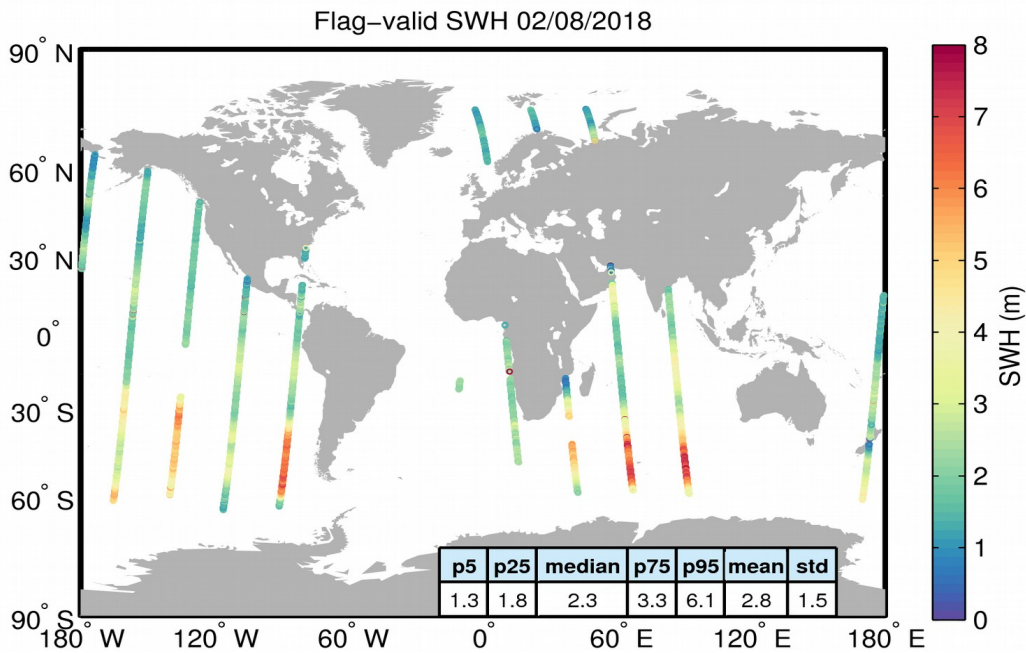 Flag−valid SWH 02/08/2018
90° N
60° N
30° N
0°
30° S
60° S
90° S
180° W
120° W
60° W
0°
60° E
120° E
180° E
8
7
6
5
4
3
2
1
0
SWH (m)
p5 p25 median p75 p95 mean std
1.3 1.8 2.3 3.3 6.1 2.8 1.5